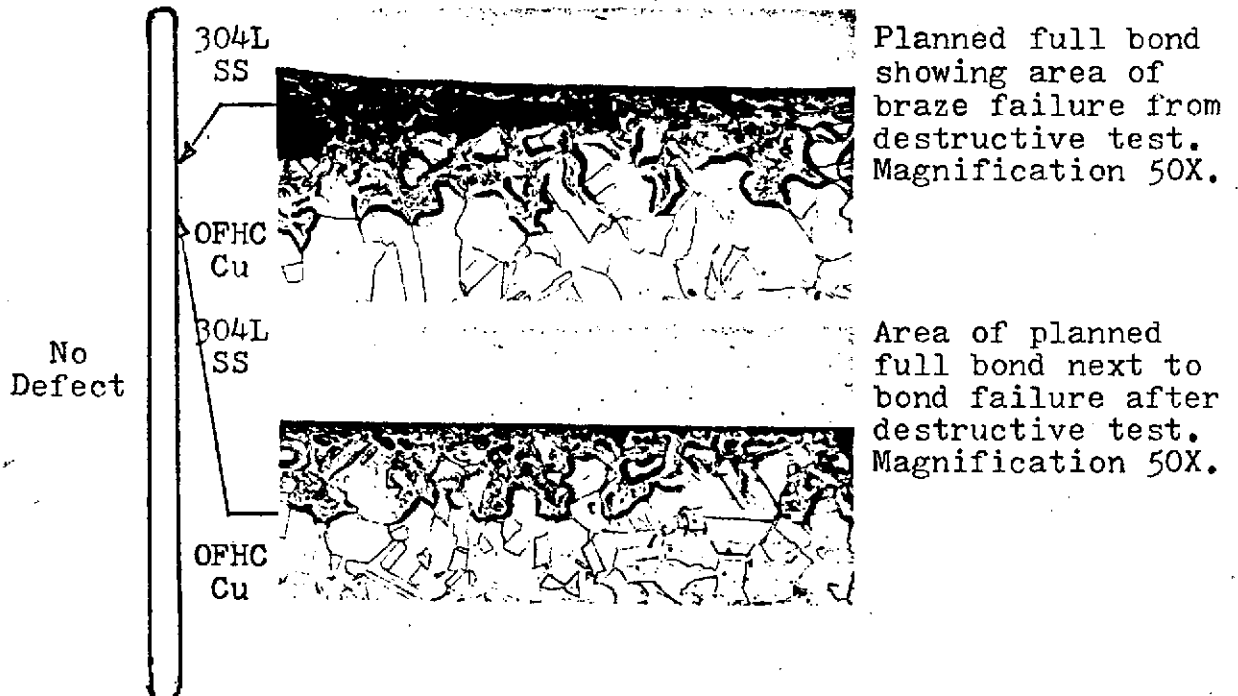 304L
SS
Planned full bond
showing area of
braze failure from
destructive test.
Magnification 50X.
OFHC
Cu
No
Defect
304L
SS
Area of planned
full bond next to
bond failure after
destructive test.
Magnification 50X.
OFHC
Cu